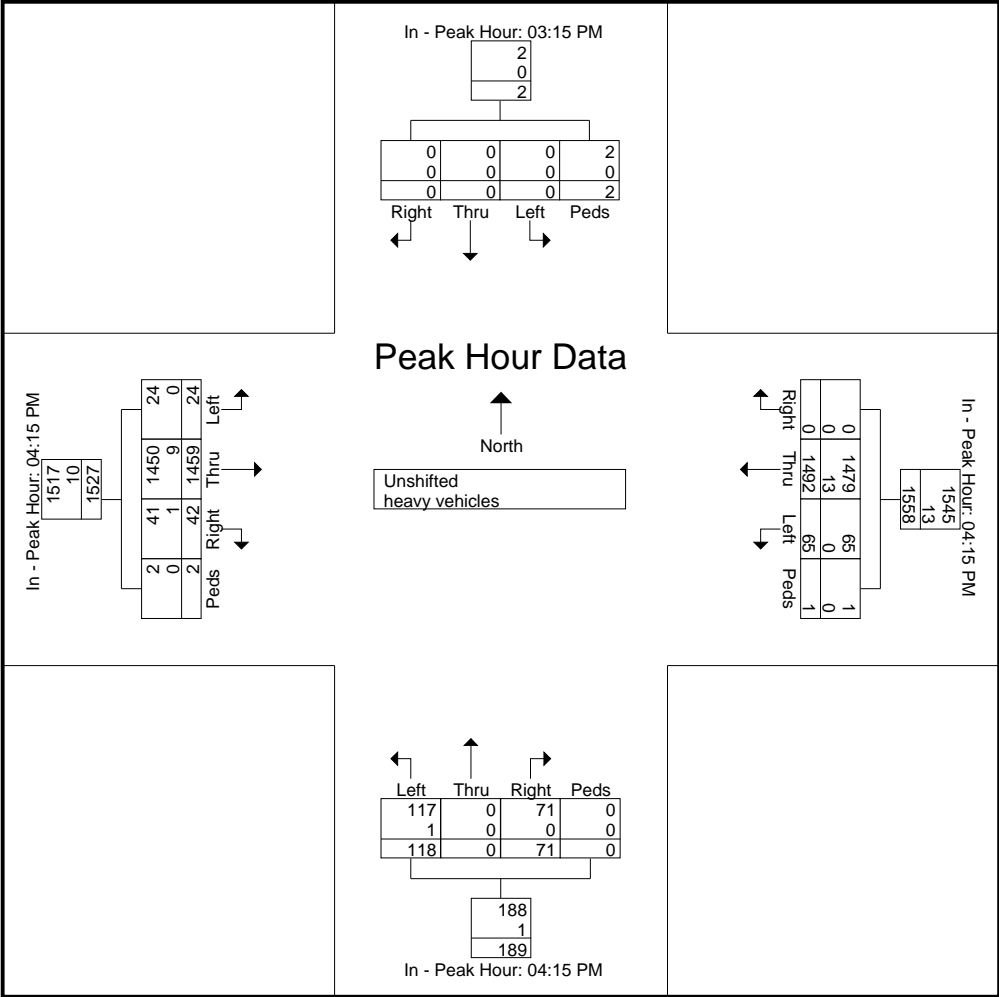 In - Peak Hour: 03:15 PM
2
0
2
0 0 0 2
0 0 0 0
0 0 0 2
Right Thru Left Peds
Peak Hour Data
North
Unshifted
heavy vehicles
In - Peak Hour: 04:15 PM
1517
10
1527
24 1450 41 2
0 9 1 0
24 1459 42 2
Left Thru Right Peds
In - Peak Hour: 04:15 PM
1545
13
1558
0 1479 65 1
0 13 0 0
0 1492 65 1
Right Thru Left Peds
Left Thru Right Peds
117 0 71 0
1 0 0 0
118 0 71 0
188
1
189
In - Peak Hour: 04:15 PM